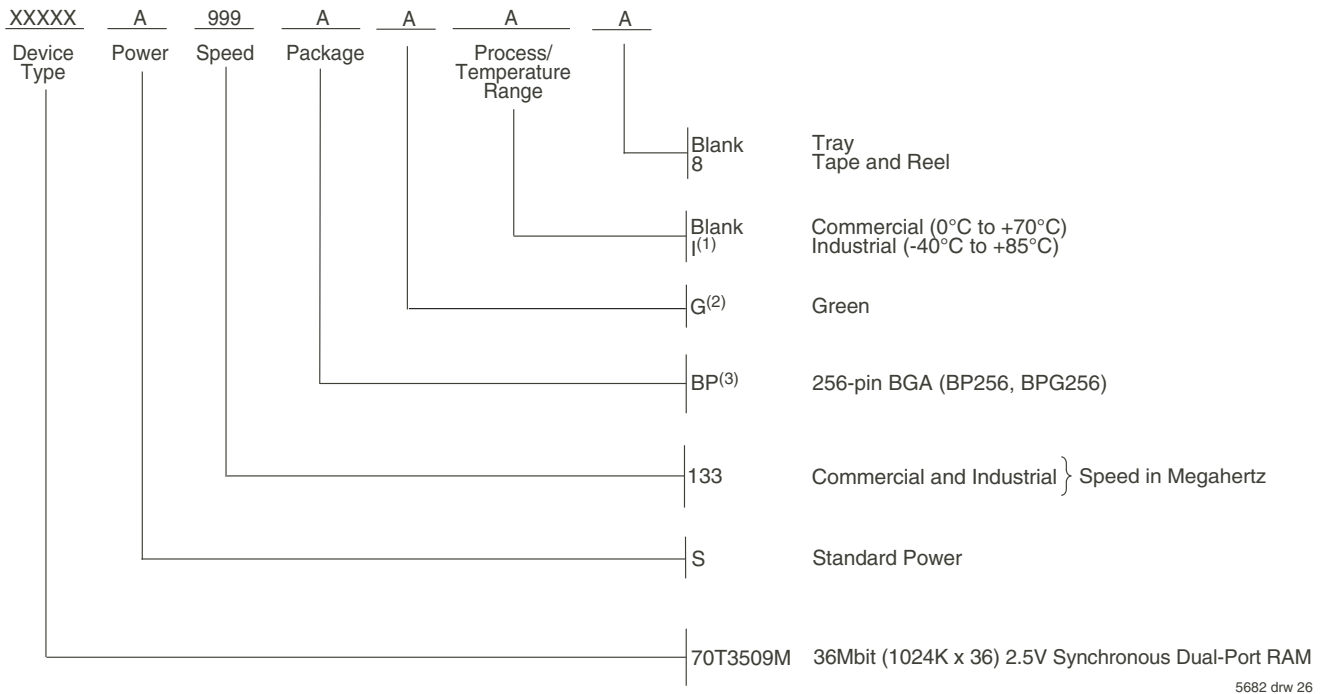 XXXXX A 999 A A A A
Device Type
Power
Speed
Package
Process/
Temperature
Range
Blank Tray
8 Tape and Reel
Blank Commercial (0°C to +70°C)
I(1) Industrial (-40°C to +85°C)
G(2) Green
BP(3) 256-pin BGA (BP256, BPG256)
133 Commercial and Industrial } Speed in Megahertz
S Standard Power
70T3509M 36Mbit (1024K x 36) 2.5V Synchronous Dual-Port RAM
5682 drw 26